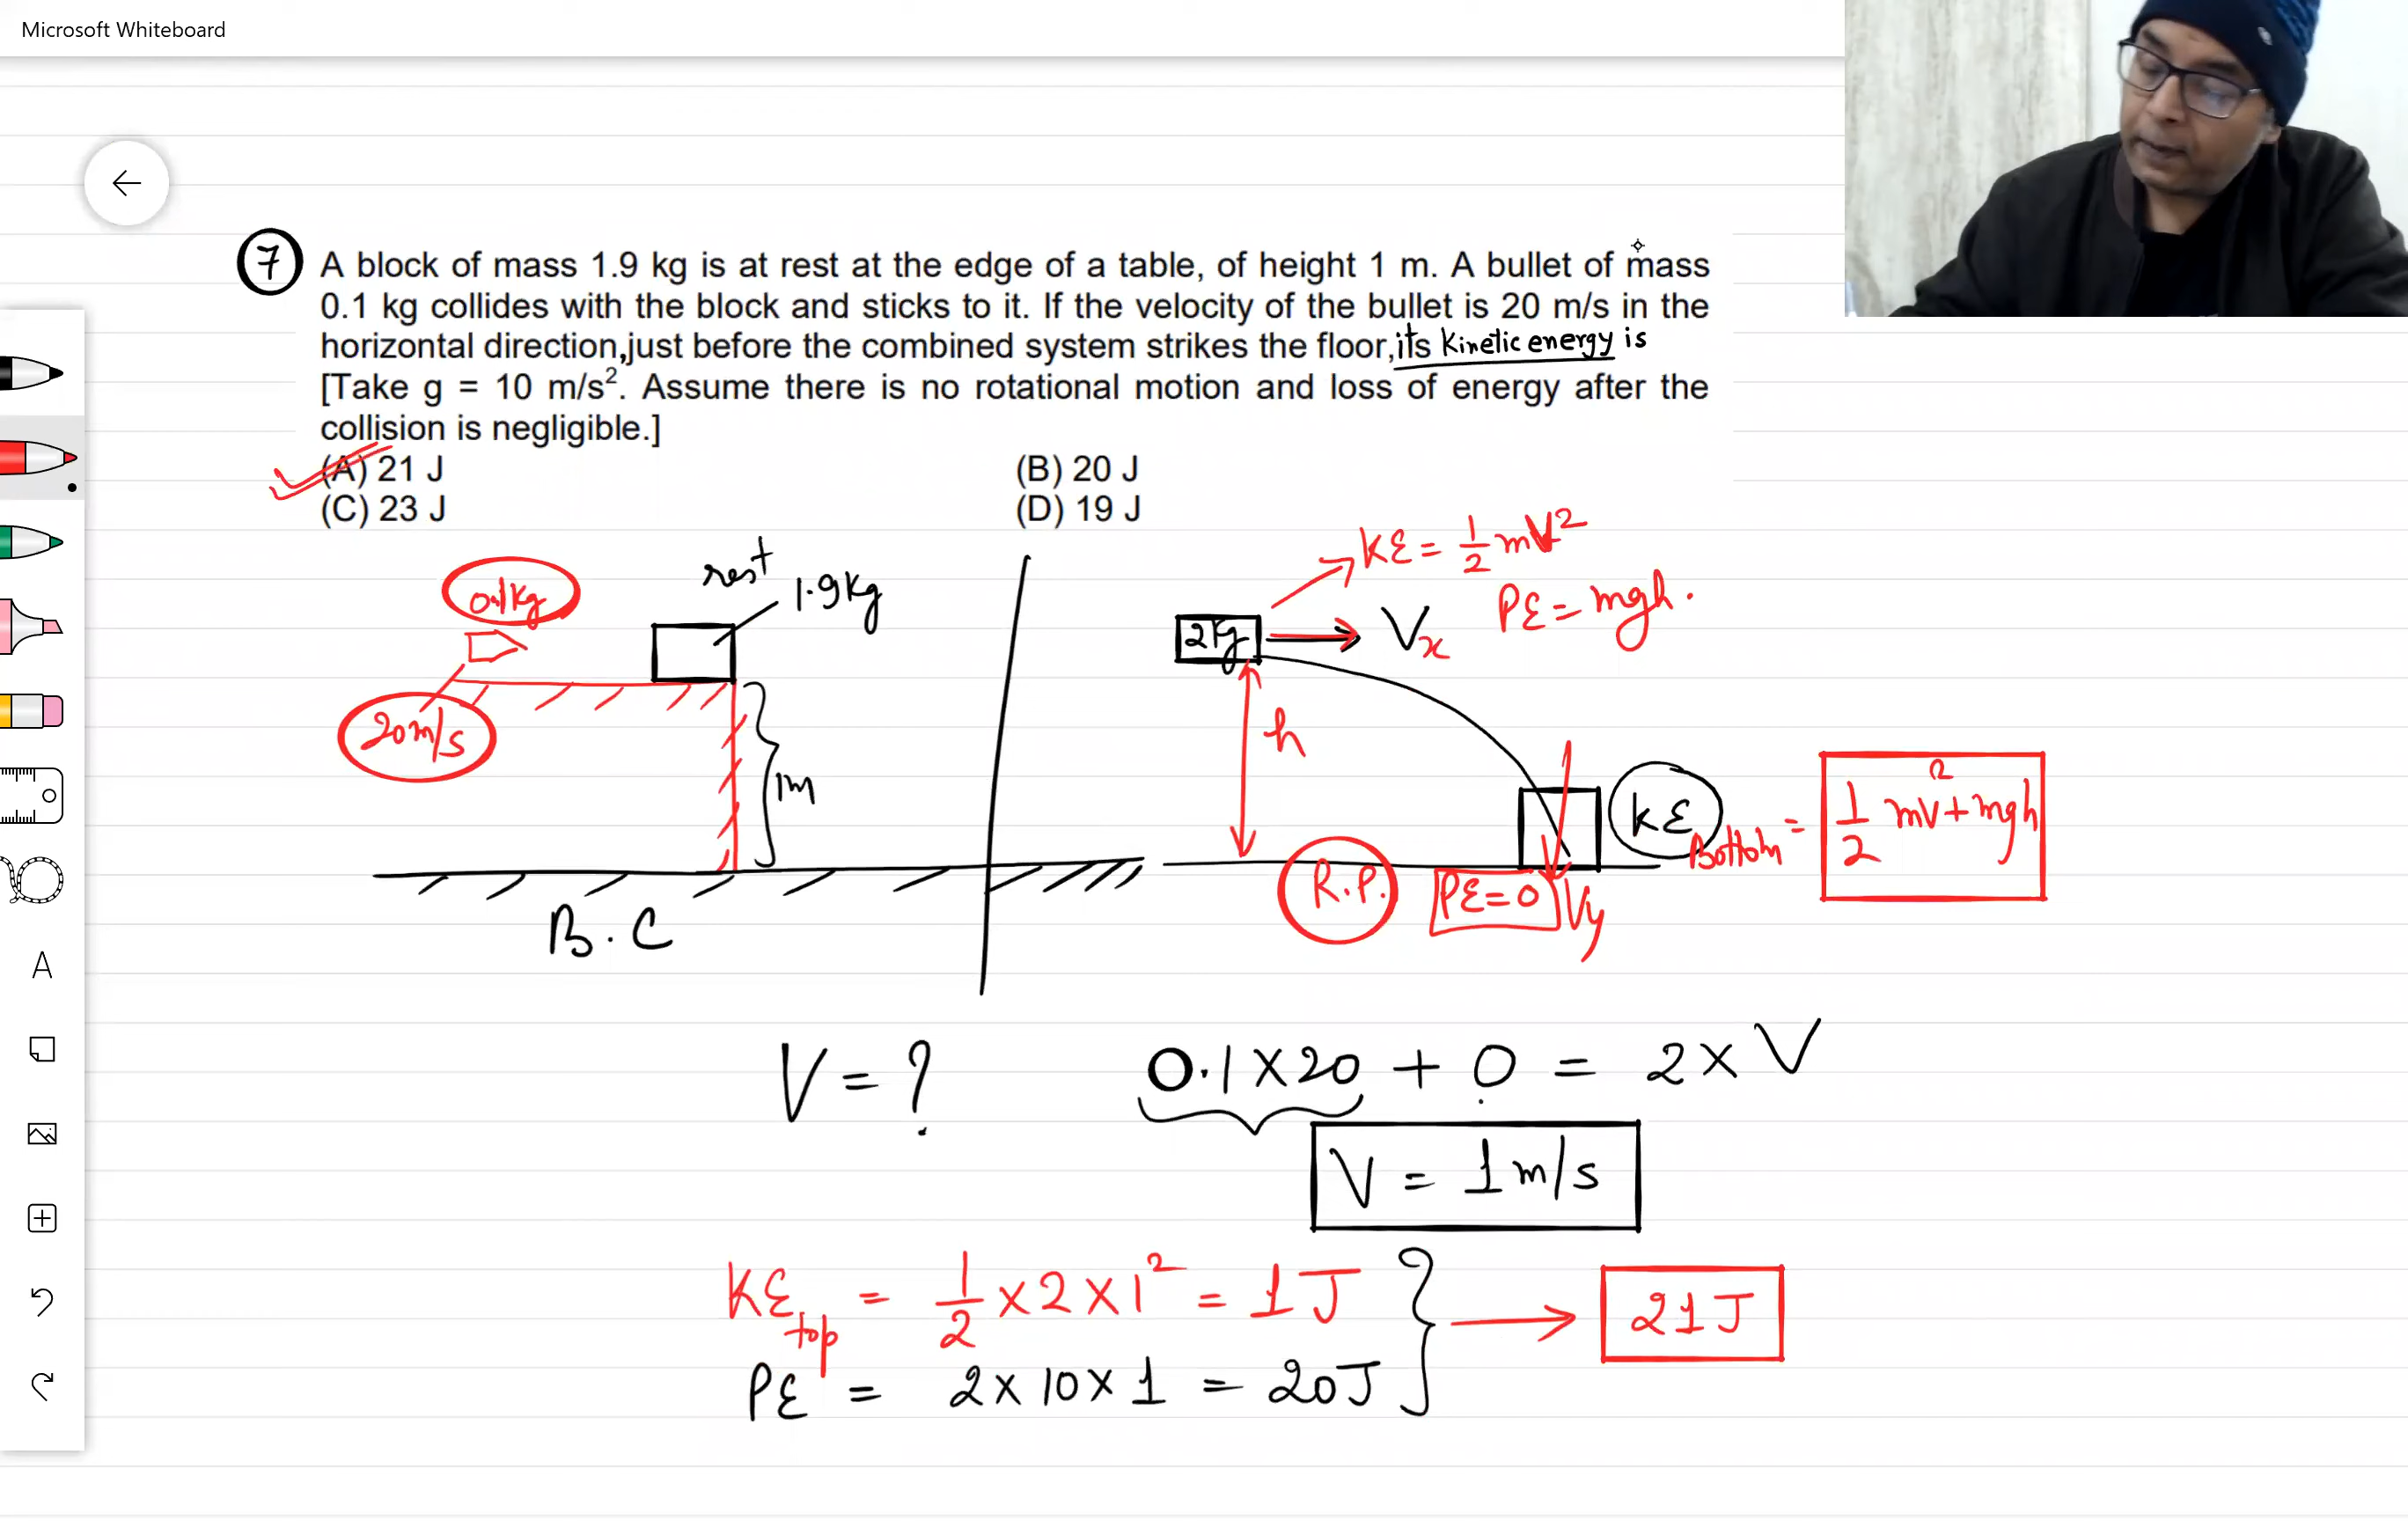 Microsoft Whiteboard
7 A block of mass 1.9 kg is at rest at the edge of a table, of height 1 m. A bullet of mass
0.1 kg collides with the block and sticks to it. If the velocity of the bullet is 20 m/s in the
horizontal direction,just before the combined system strikes the floor,its kinetic energy is
[Take g = 10 m/s². Assume there is no rotational motion and loss of energy after the
collision is negligible.]
(A) 21 J (B) 20 J
(C) 23 J (D) 19 J
0.1kg
rest
1.9kg
20m/s
1m
B.C
KE = 1/2 mV²
PE = mgh.
2kg
Vx
h
R.P.
PE=0
Vy
KE Bottom = 1/2 mv² + mgh
V = ?
0.1 × 20 + 0 = 2 × V
V = 1 m/s
KE top = 1/2 × 2 × 1² = 1 J
21 J
PE = 2 × 10 × 1 = 20 J
A